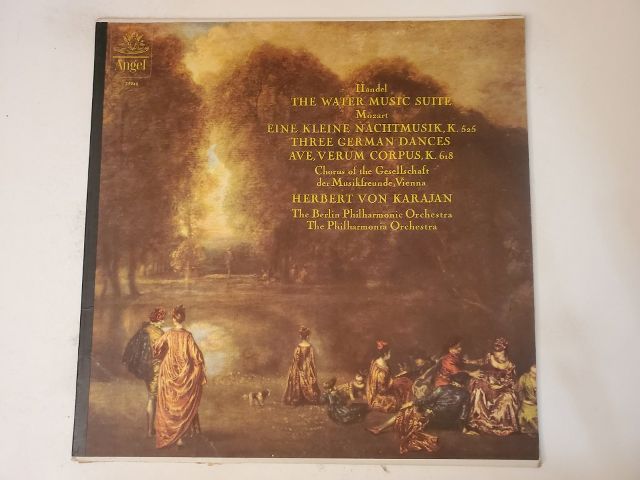 Angel
Händel
THE WATER MUSIC SUITE
Mozart
EINE KLEINE NACHTMUSIK, K. 525
THREE GERMAN DANCES
AVE, VERUM CORPUS, K. 618
Chorus of the Gesellschaft
der Musikfreunde, Vienna
HERBERT VON KARAJAN
The Berlin Philharmonic Orchestra
The Philharmonia Orchestra